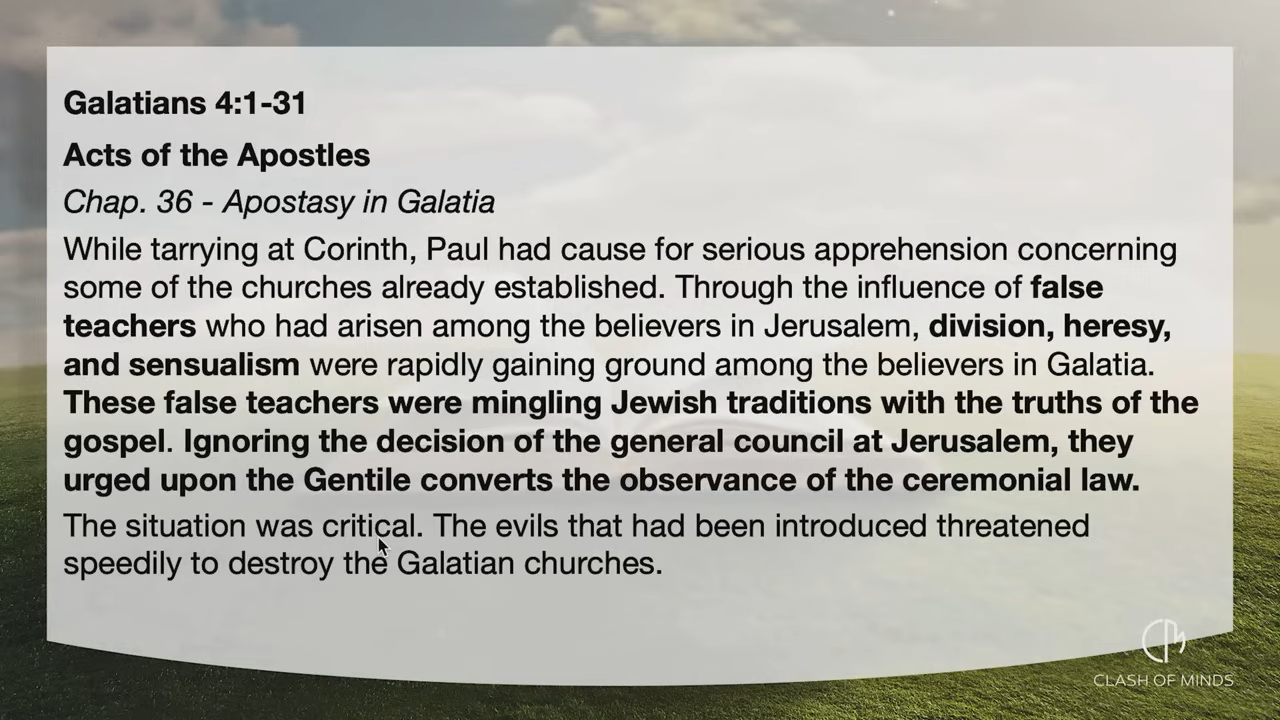 Galatians 4:1-31
Acts of the Apostles
Chap. 36 - Apostasy in Galatia
While tarrying at Corinth, Paul had cause for serious apprehension concerning
some of the churches already established. Through the influence of false
teachers who had arisen among the believers in Jerusalem, division, heresy,
and sensualism were rapidly gaining ground among the believers in Galatia.
These false teachers were mingling Jewish traditions with the truths of the
gospel. Ignoring the decision of the general council at Jerusalem, they
urged upon the Gentile converts the observance of the ceremonial law.
The situation was critical. The evils that had been introduced threatened
speedily to destroy the Galatian churches.
CLASH OF MINDS